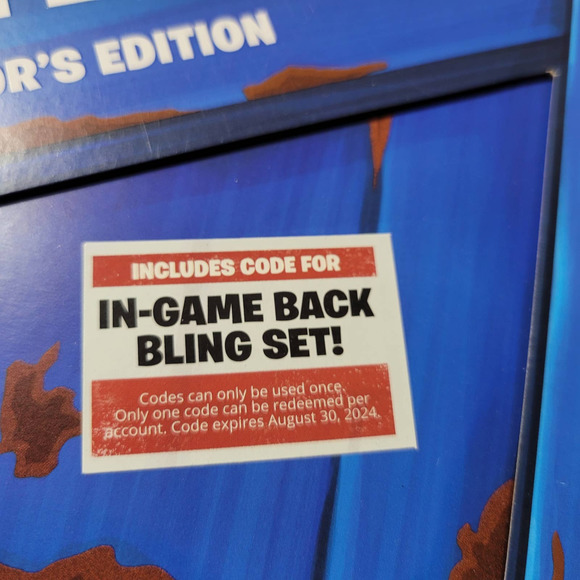 OR'S EDITION
INCLUDES CODE FOR
IN-GAME BACK
BLING SET!
Codes can only be used once.
Only one code can be redeemed per
account. Code expires August 30, 2024.